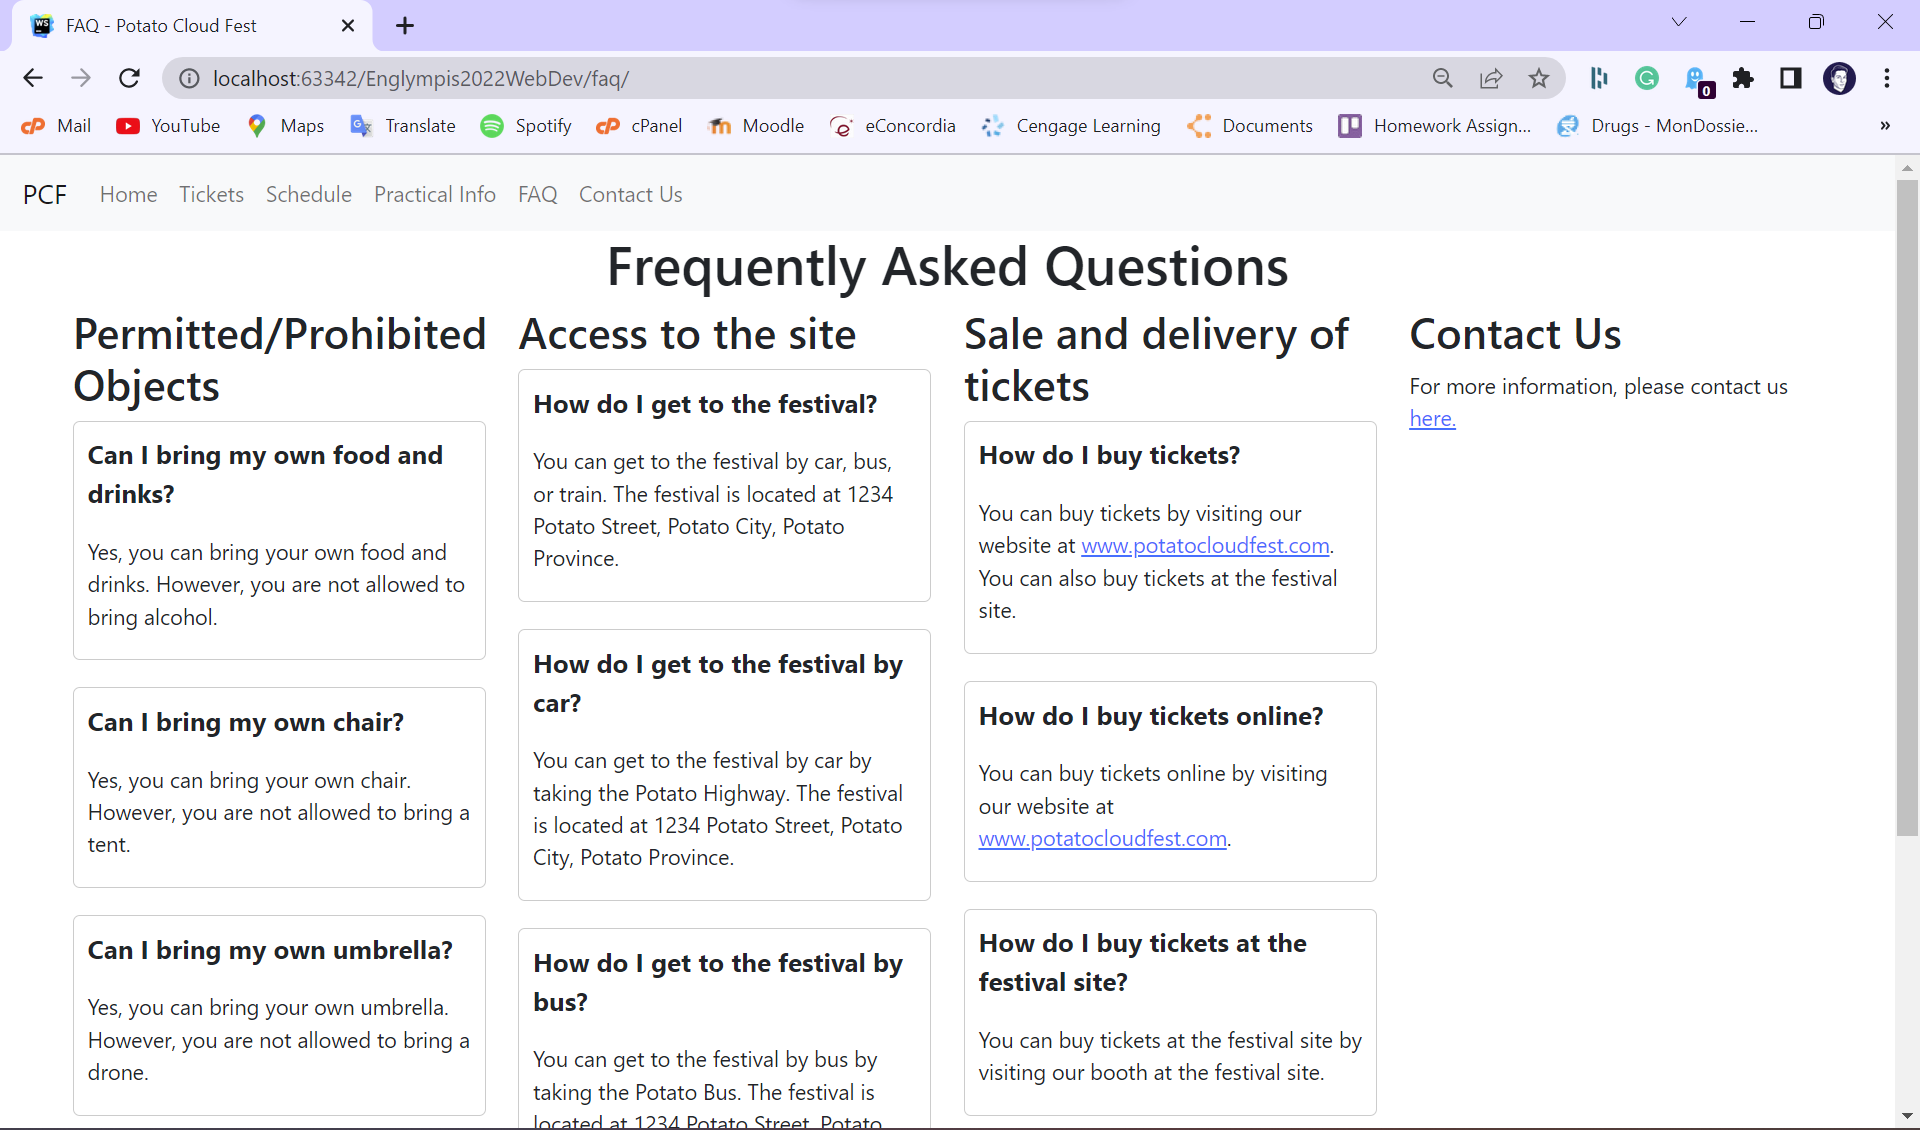 FAQ - Potato Cloud Fest
localhost:63342/Englympis2022WebDev/faq/
0
Mail YouTube Maps Translate Spotify cPanel Moodle eConcordia Cengage Learning Documents Homework Assign... Drugs - MonDossie... »
PCF Home Tickets Schedule Practical Info FAQ Contact Us
Frequently Asked Questions
Permitted/Prohibited
Objects
Can I bring my own food and
drinks?
Yes, you can bring your own food and
drinks. However, you are not allowed to
bring alcohol.
Can I bring my own chair?
Yes, you can bring your own chair.
However, you are not allowed to bring a
tent.
Can I bring my own umbrella?
Yes, you can bring your own umbrella.
However, you are not allowed to bring a
drone.
Access to the site
How do I get to the festival?
You can get to the festival by car, bus,
or train. The festival is located at 1234
Potato Street, Potato City, Potato
Province.
How do I get to the festival by
car?
You can get to the festival by car by
taking the Potato Highway. The festival
is located at 1234 Potato Street, Potato
City, Potato Province.
How do I get to the festival by
bus?
You can get to the festival by bus by
taking the Potato Bus. The festival is
located at 1234 Potato Street, Potato
Sale and delivery of
tickets
How do I buy tickets?
You can buy tickets by visiting our
website at www.potatocloudfest.com.
You can also buy tickets at the festival
site.
How do I buy tickets online?
You can buy tickets online by visiting
our website at
www.potatocloudfest.com.
How do I buy tickets at the
festival site?
You can buy tickets at the festival site by
visiting our booth at the festival site.
Contact Us
For more information, please contact us
here.